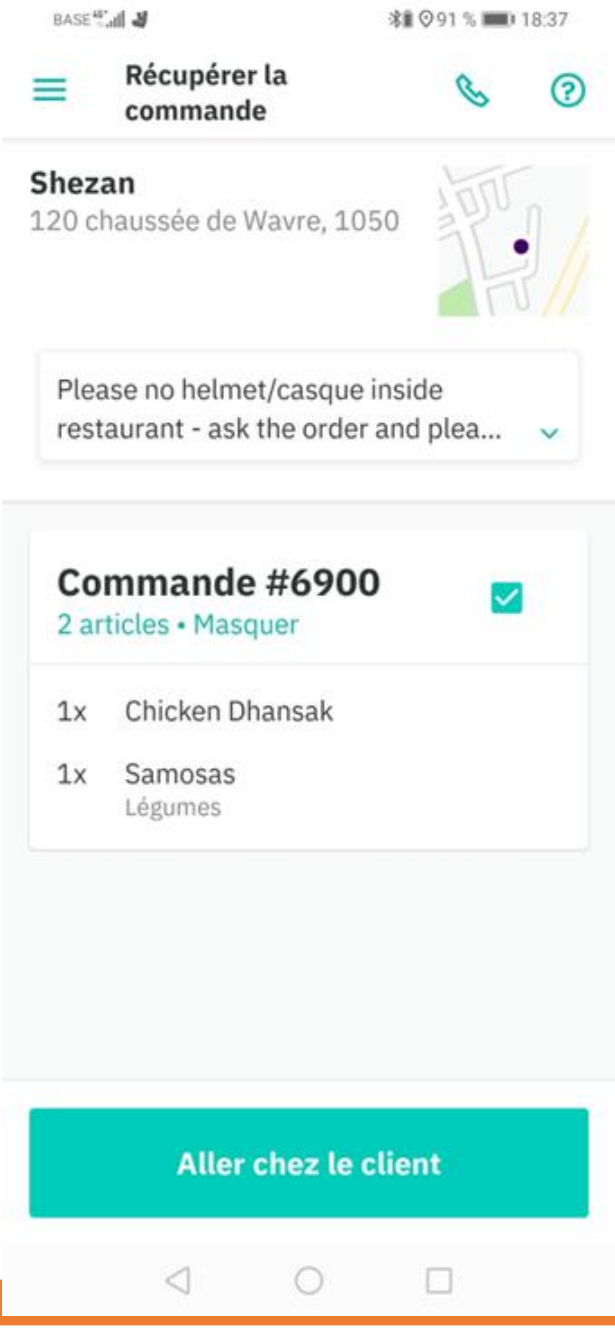 BASE 91 % 18:37
Récupérer la
commande
Shezan
120 chaussée de Wavre, 1050
Please no helmet/casque inside
restaurant - ask the order and plea...
Commande #6900
2 articles • Masquer
1x Chicken Dhansak
1x Samosas
Légumes
Aller chez le client